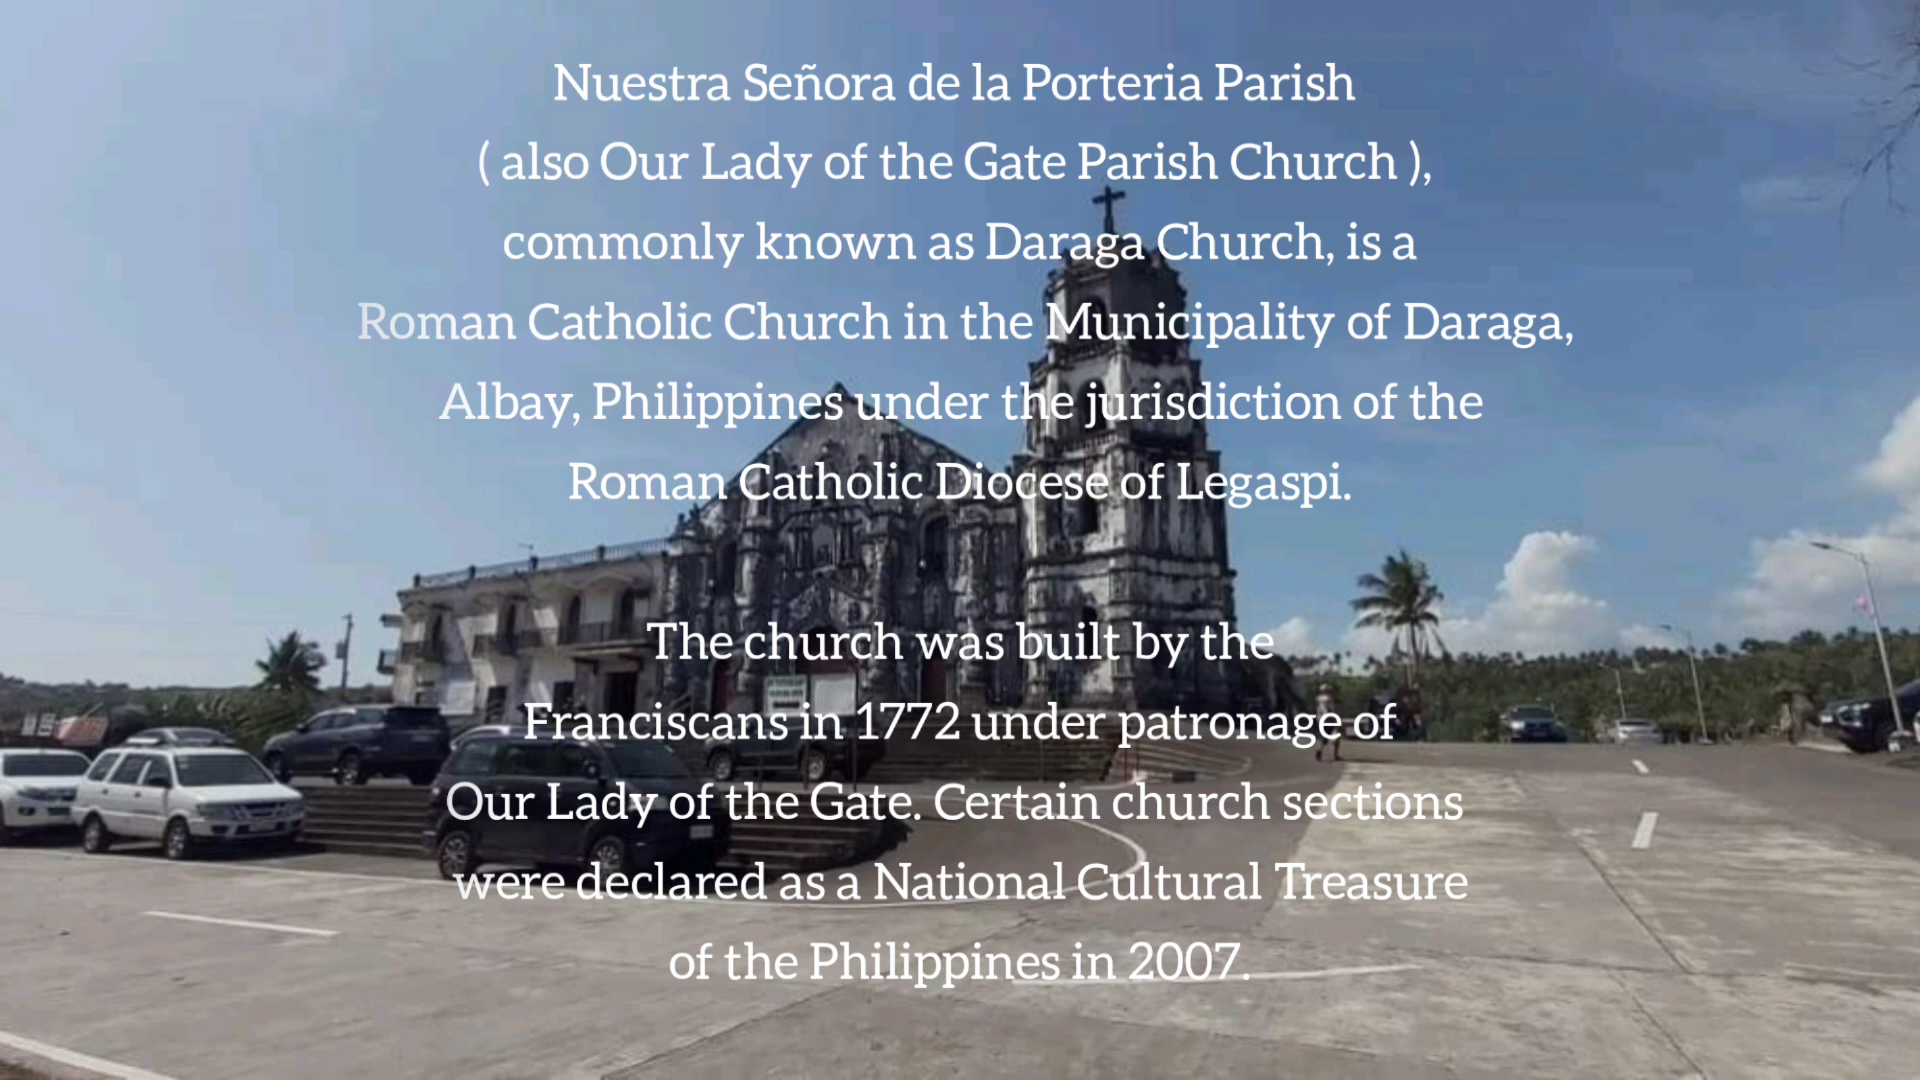 Nuestra Señora de la Porteria Parish
( also Our Lady of the Gate Parish Church ),
commonly known as Daraga Church, is a
Roman Catholic Church in the Municipality of Daraga,
Albay, Philippines under the jurisdiction of the
Roman Catholic Diocese of Legaspi.
The church was built by the
Franciscans in 1772 under patronage of
Our Lady of the Gate. Certain church sections
were declared as a National Cultural Treasure
of the Philippines in 2007.